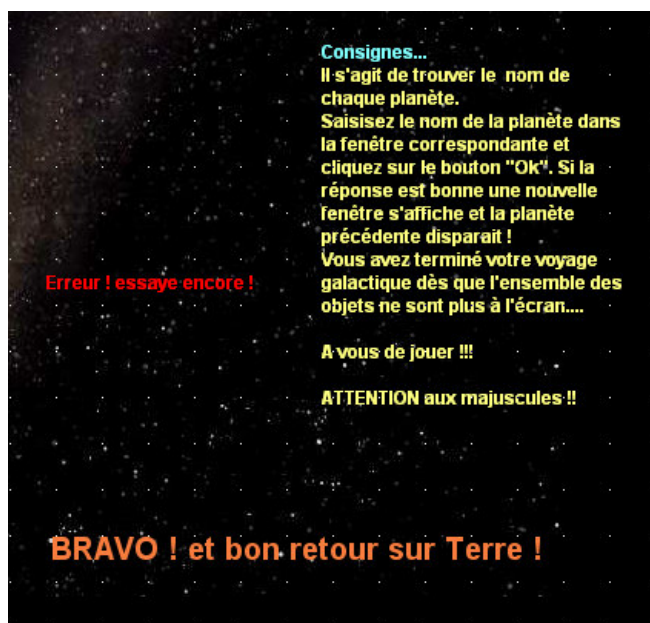 Consignes...
Il s'agit de trouver le nom de
chaque planète.
Saisisez le nom de la planète dans
la fenêtre correspondante et
cliquez sur le bouton "Ok". Si la
réponse est bonne une nouvelle
fenêtre s'affiche et la planète
précédente disparait !
Vous avez terminé votre voyage
galactique dès que l'ensemble des
objets ne sont plus à l'écran....
A vous de jouer !!!
ATTENTION aux majuscules !!
Erreur ! essaye encore !
BRAVO ! et bon retour sur Terre !